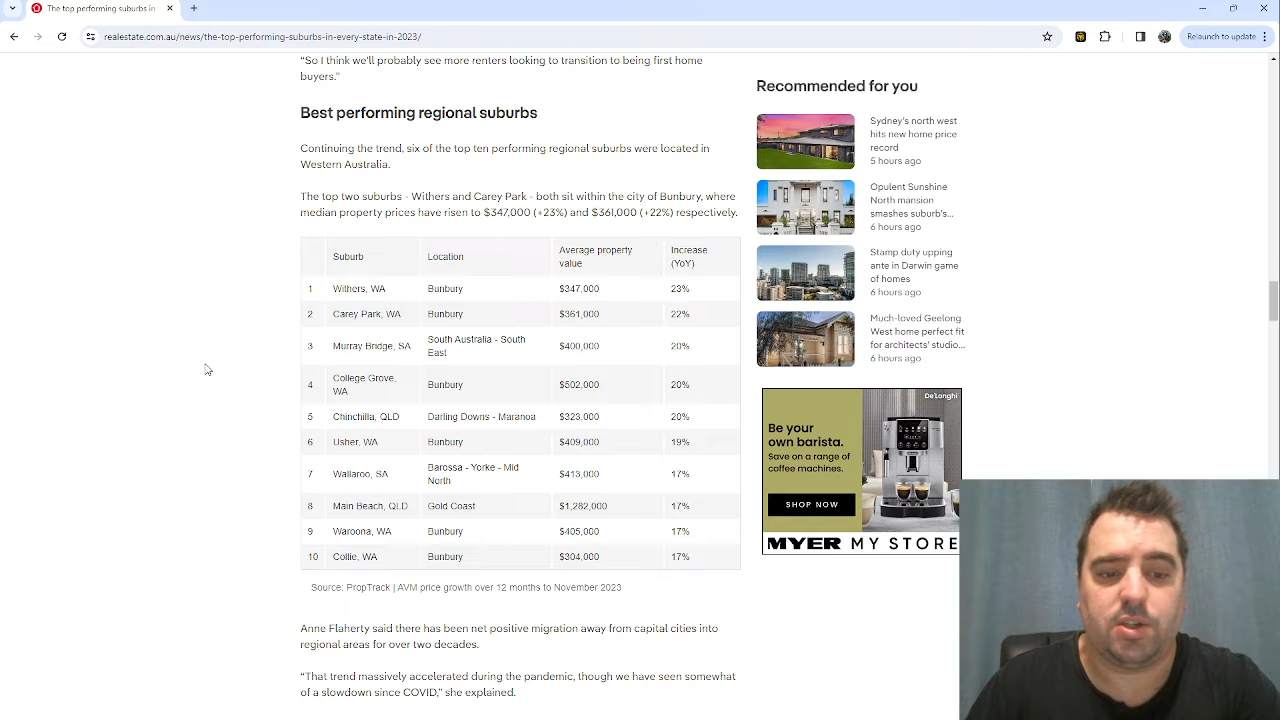 The top performing suburbs in
realestate.com.au/news/the-top-performing-suburbs-in-every-state-in-2023/
Relaunch to update
“So I think we'll probably see more renters looking to transition to being first home
buyers.”
Best performing regional suburbs
Continuing the trend, six of the top ten performing regional suburbs were located in
Western Australia.
The top two suburbs - Withers and Carey Park - both sit within the city of Bunbury, where
median property prices have risen to $347,000 (+23%) and $361,000 (+22%) respectively.
Suburb Location Average property value Increase (YoY)
1 Withers, WA Bunbury $347,000 23%
2 Carey Park, WA Bunbury $361,000 22%
3 Murray Bridge, SA South Australia - South East $400,000 20%
4 College Grove, WA Bunbury $502,000 20%
5 Chinchilla, QLD Darling Downs - Maranoa $323,000 20%
6 Usher, WA Bunbury $409,000 19%
7 Wallaroo, SA Barossa - Yorke - Mid North $413,000 17%
8 Main Beach, QLD Gold Coast $1,282,000 17%
9 Waroona, WA Bunbury $405,000 17%
10 Collie, WA Bunbury $304,000 17%
Source: PropTrack | AVM price growth over 12 months to November 2023
Anne Flaherty said there has been net positive migration away from capital cities into
regional areas for over two decades.
“That trend massively accelerated during the pandemic, though we have seen somewhat
of a slowdown since COVID,” she explained.
Recommended for you
Sydney's north west
hits new home price
record
5 hours ago
Opulent Sunshine
North mansion
smashes suburb's...
6 hours ago
Stamp duty upping
ante in Darwin game
of homes
6 hours ago
Much-loved Geelong
West home perfect fit
for architects' studio...
6 hours ago
De'Longhi
Be your
own barista.
Save on a range of
coffee machines.
SHOP NOW
MYER MY STORE